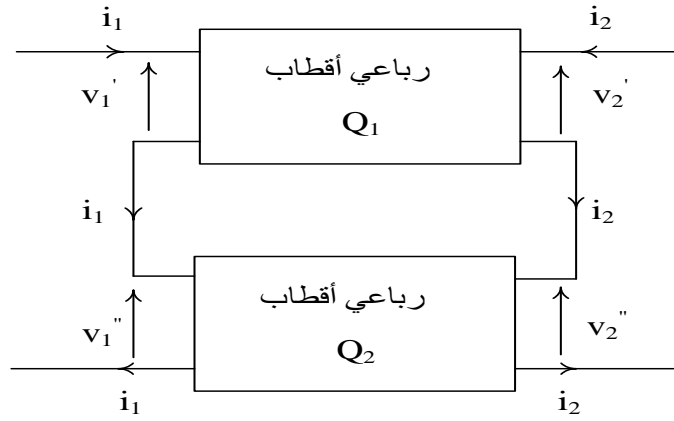 i₁
i₂
رباعي أقطاب
v₁'
v₂'
Q₁
i₁
i₂
رباعي أقطاب
v₁"
v₂"
Q₂
i₁
i₂